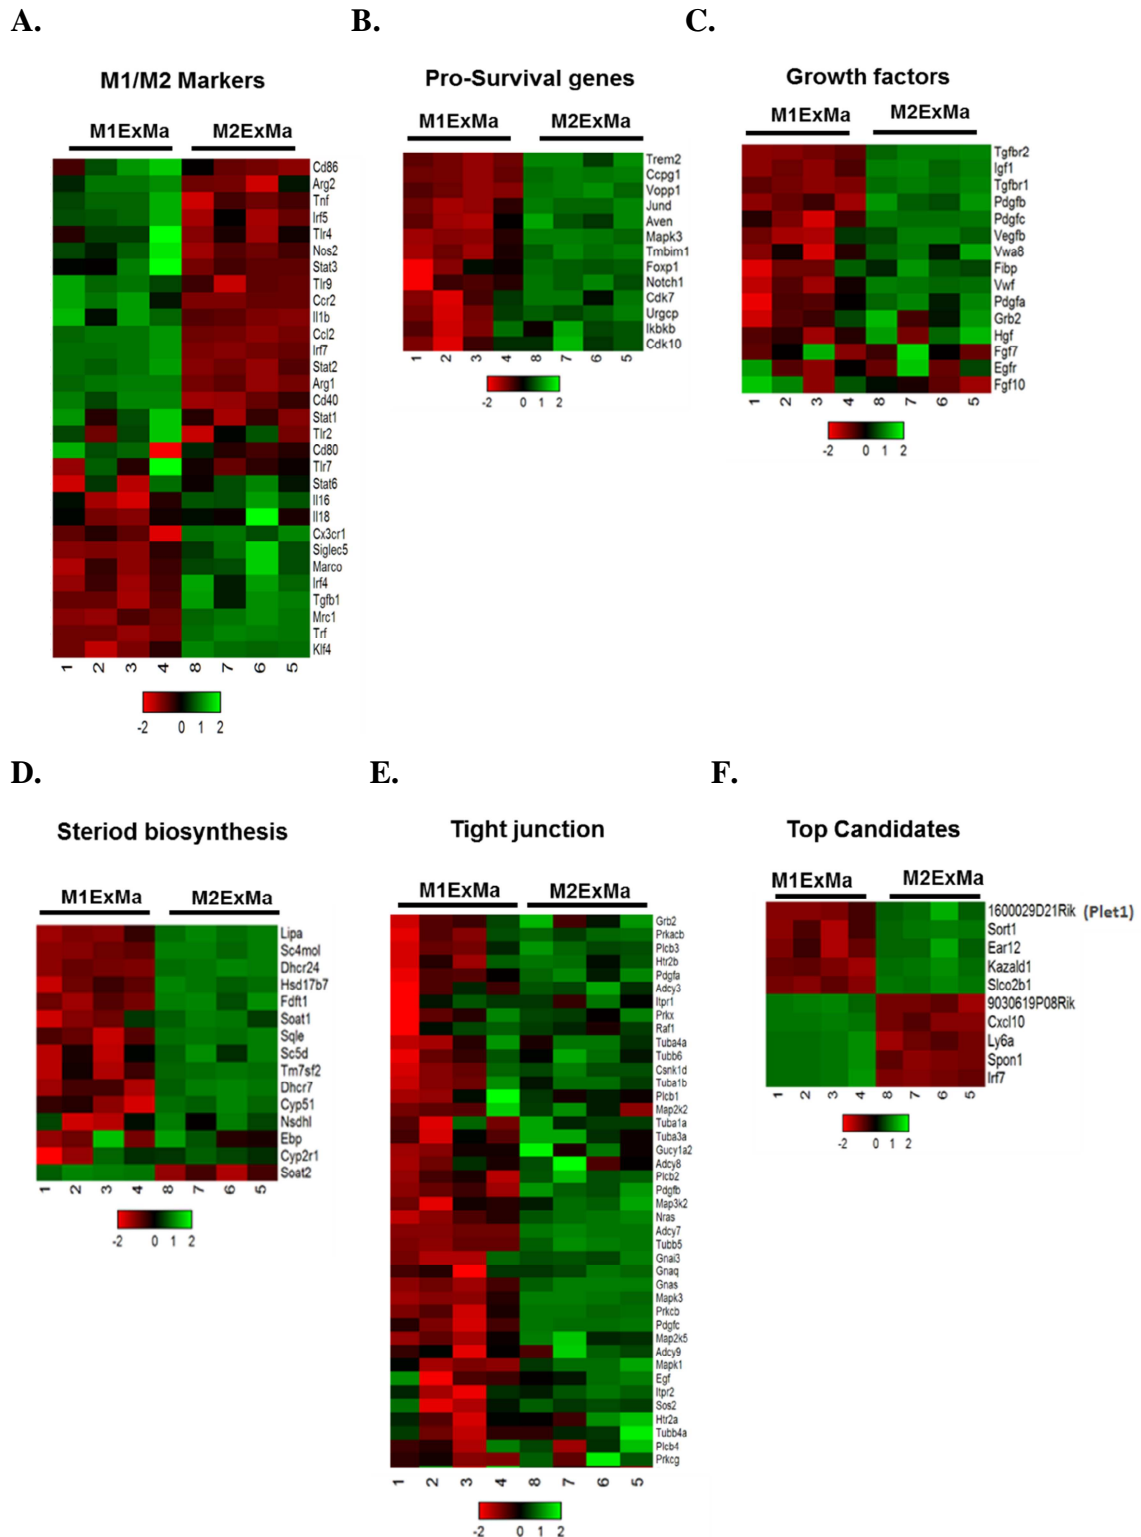 A.
B.
C.
M1/M2 Markers
Pro-Survival genes
Growth factors
M1ExMa
M2ExMa
M1ExMa
M2ExMa
M1ExMa
M2ExMa
Cd86
Arg2
Tnf
Irf5
Tlr4
Nos2
Stat3
Tlr9
Ccr2
Il1b
Ccl2
Irf7
Stat2
Arg1
Cd40
Stat1
Tlr2
Cd80
Tlr7
Stat6
Il16
Il18
Cx3cr1
Siglec5
Marco
Irf4
Tgfb1
Mrc1
Trf
Klf4
1 2 3 4 8 7 6 5
-2 0 1 2
Trem2
Ccpg1
Vopp1
Jund
Aven
Mapk3
Tmbim1
Foxp1
Notch1
Cdk7
Urgcp
Ikbkb
Cdk10
1 2 3 4 8 7 6 5
-2 0 1 2
Tgfbr2
Igf1
Tgfbr1
Pdgfb
Pdgfc
Vegfb
Vwa8
Fibp
Vwf
Pdgfa
Grb2
Hgf
Fgf7
Egfr
Fgf10
1 2 3 4 8 7 6 5
-2 0 1 2
D.
E.
F.
Steriod biosynthesis
Tight junction
Top Candidates
M1ExMa
M2ExMa
M1ExMa
M2ExMa
M1ExMa
M2ExMa
Lipa
Sc4mol
Dhcr24
Hsd17b7
Fdft1
Soat1
Sqle
Sc5d
Tm7sf2
Dhcr7
Cyp51
Nsdhl
Ebp
Cyp2r1
Soat2
1 2 3 4 8 7 6 5
-2 0 1 2
Grb2
Prkacb
Plcb3
Htr2b
Pdgfa
Adcy3
Itpr1
Prkx
Raf1
Tuba4a
Tubb6
Csnk1d
Tuba1b
Plcb1
Map2k2
Tuba1a
Tuba3a
Gucy1a2
Adcy8
Plcb2
Pdgfb
Map3k2
Nras
Adcy7
Tubb5
Gnai3
Gnaq
Gnas
Mapk3
Prkcb
Pdgfc
Map2k5
Adcy9
Mapk1
Egf
Itpr2
Sos2
Htr2a
Tubb4a
Plcb4
Prkcg
1 2 3 4 8 7 6 5
-2 0 1 2
1600029D21Rik (Plet1)
Sort1
Ear12
Kazald1
Slco2b1
9030619P08Rik
Cxcl10
Ly6a
Spon1
Irf7
1 2 3 4 8 7 6 5
-2 0 1 2